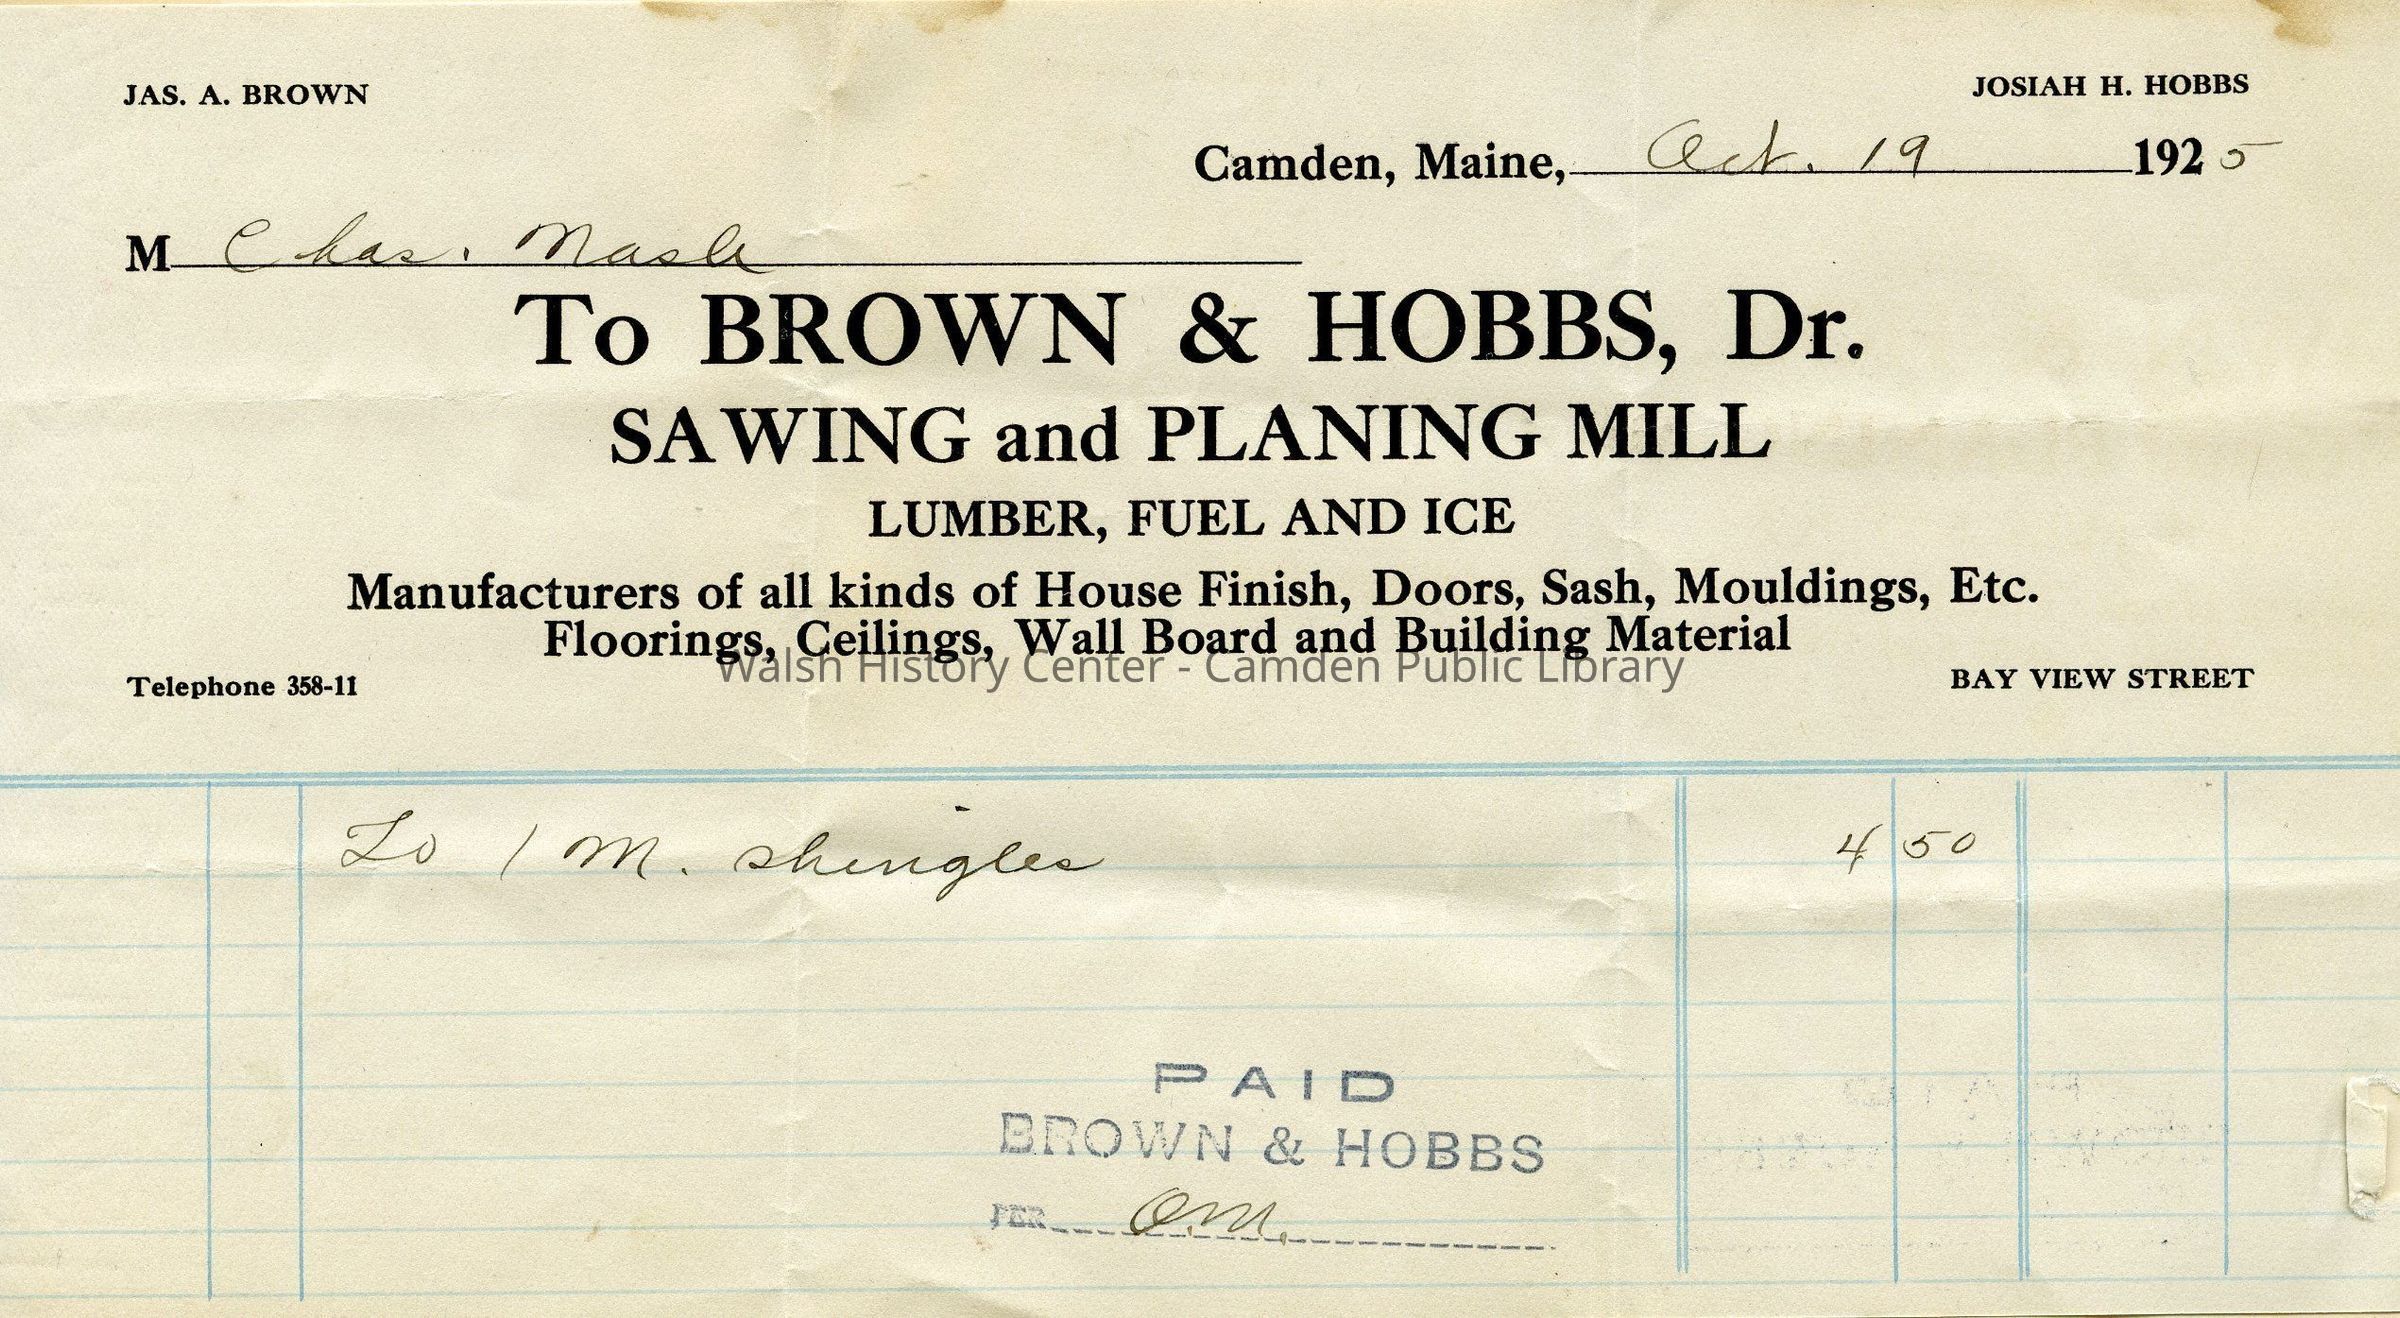 JAS. A. BROWN
JOSIAH H. HOBBS
Camden, Maine, Oct. 19 1925
M Chas. Nash
To BROWN & HOBBS, Dr.
SAWING and PLANING MILL
LUMBER, FUEL AND ICE
Manufacturers of all kinds of House Finish, Doors, Sash, Mouldings, Etc.
Floorings, Ceilings, Wall Board and Building Material
Walsh History Center - Camden Public Library
Telephone 358-11
BAY VIEW STREET
To 1 M. shingles 4 50
PAID
BROWN & HOBBS
PER O.M.